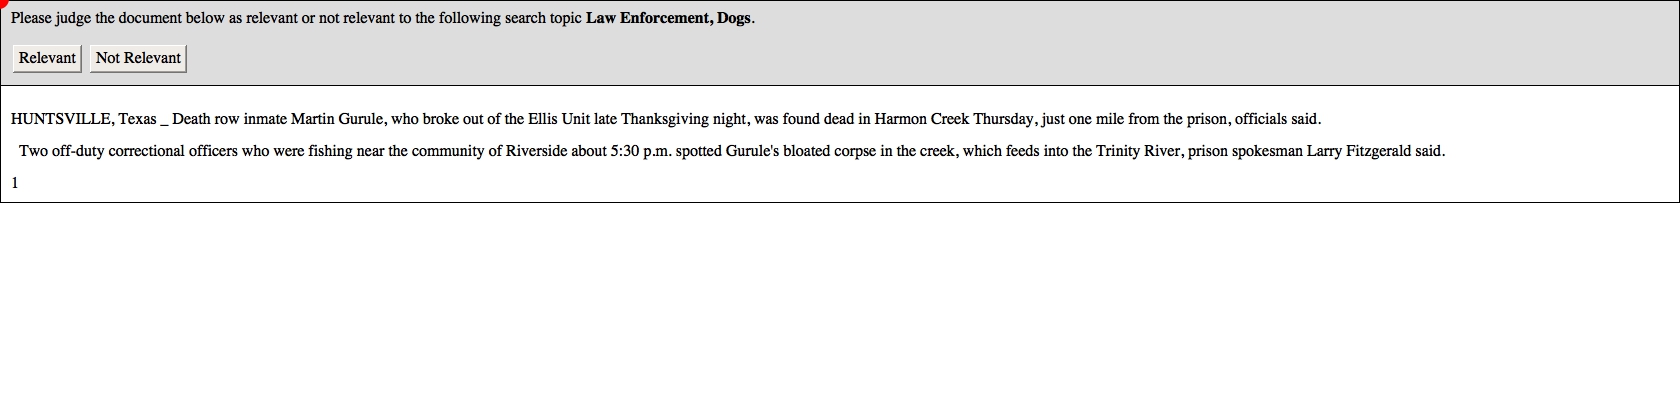 Please judge the document below as relevant or not relevant to the following search topic Law Enforcement, Dogs.
Relevant Not Relevant
HUNTSVILLE, Texas _ Death row inmate Martin Gurule, who broke out of the Ellis Unit late Thanksgiving night, was found dead in Harmon Creek Thursday, just one mile from the prison, officials said.
Two off-duty correctional officers who were fishing near the community of Riverside about 5:30 p.m. spotted Gurule's bloated corpse in the creek, which feeds into the Trinity River, prison spokesman Larry Fitzgerald said.
1